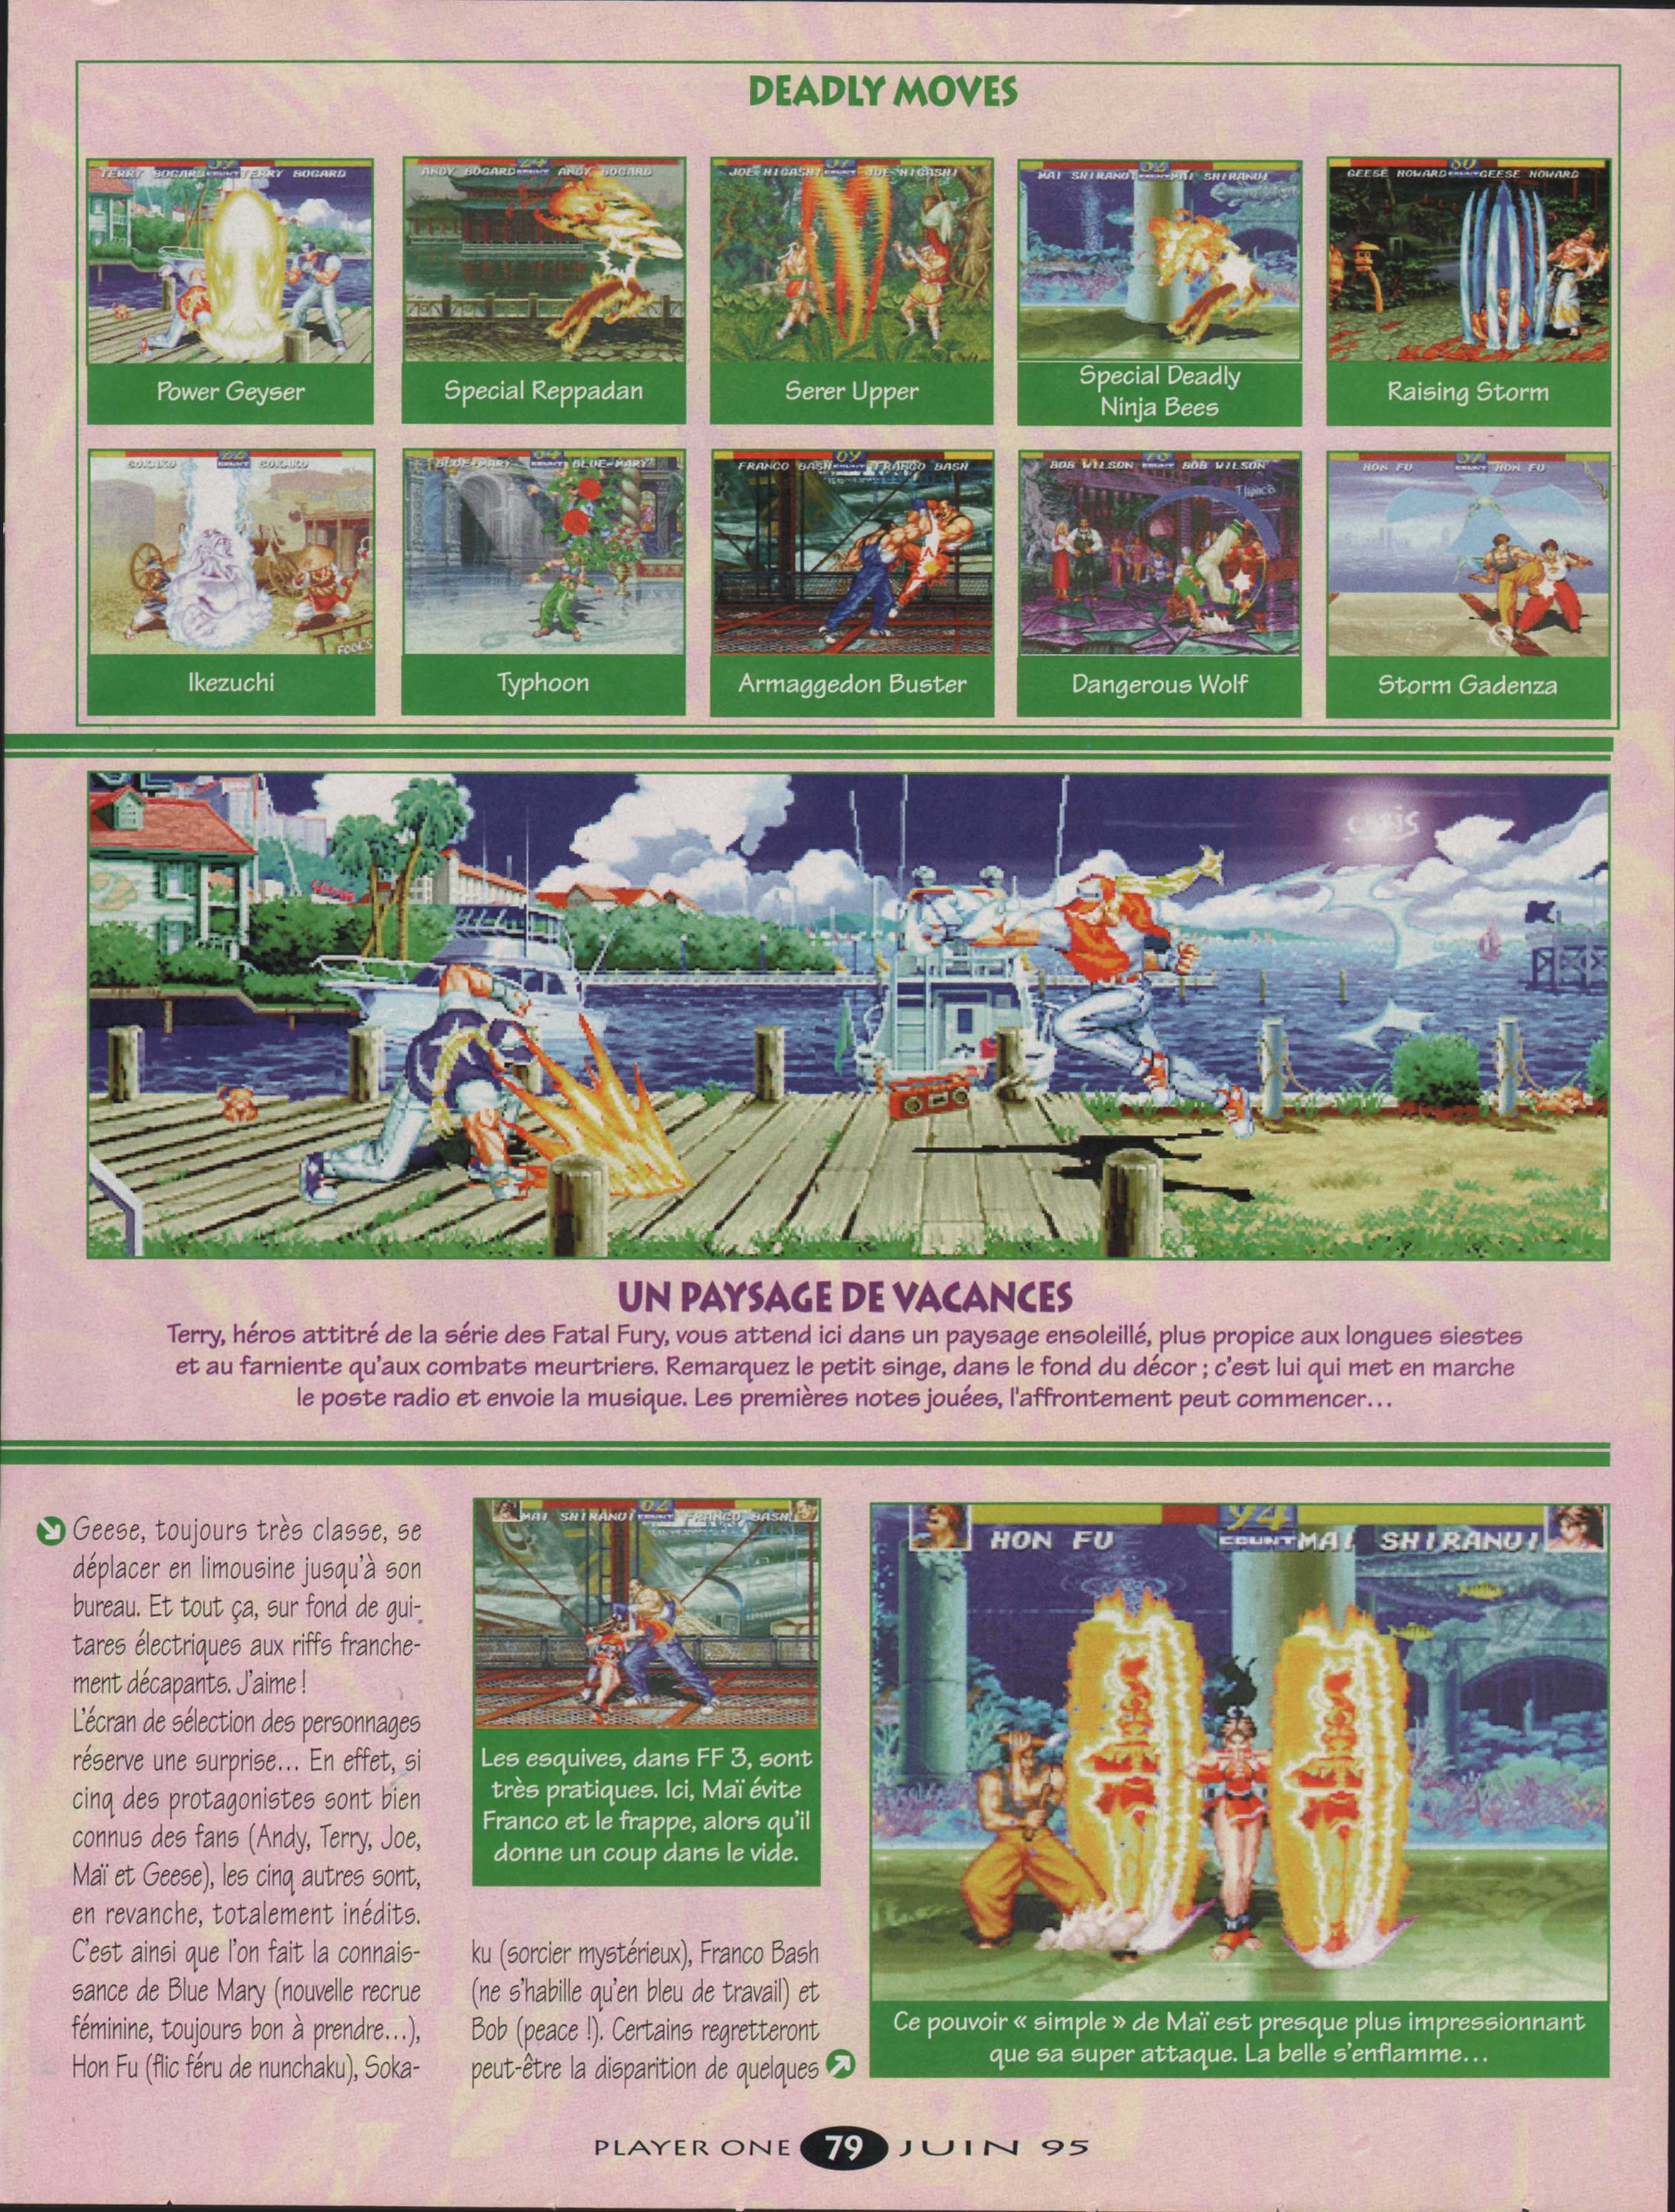 DEADLY MOVES
TERRY BOGARD TERRY BOGARD
ANDY BOGARD 24 ANDY BOGARD
JOE HIGASHI JOE HIGASHI
MAI SHIRANUI MAI SHIRANUI
80
GEESE HOWARD COUNT GEESE HOWARD
Power Geyser
Special Reppadan
Serer Upper
Special Deadly
Ninja Bees
Raising Storm
SOKAKU COUNT SOKAKU
BLUE-MARY BLUE-MARY
FRANCO BASH 09 FRANCO BASH
BOB WILSON BOB WILSON
HON FU HON FU
FOOLS
Ikezuchi
Typhoon
Armaggedon Buster
Dangerous Wolf
Storm Gadenza
UN PAYSAGE DE VACANCES
Terry, héros attitré de la série des Fatal Fury, vous attend ici dans un paysage ensoleillé, plus propice aux longues siestes
et au farniente qu'aux combats meurtriers. Remarquez le petit singe, dans le fond du décor ; c'est lui qui met en marche
le poste radio et envoie la musique. Les premières notes jouées, l'affrontement peut commencer...
Geese, toujours très classe, se
déplacer en limousine jusqu'à son
bureau. Et tout ça, sur fond de gui-
tares électriques aux riffs franche-
ment décapants. J'aime !
L'écran de sélection des personnages
réserve une surprise... En effet, si
cinq des protagonistes sont bien
connus des fans (Andy, Terry, Joe,
Maï et Geese), les cinq autres sont,
en revanche, totalement inédits.
C'est ainsi que l'on fait la connais-
sance de Blue Mary (nouvelle recrue
féminine, toujours bon à prendre...),
Hon Fu (flic féru de nunchaku), Soka-
02
MAI SHIRANUI COUNT FRANCO BASH
Les esquives, dans FF 3, sont
très pratiques. Ici, Maï évite
Franco et le frappe, alors qu'il
donne un coup dans le vide.
ku (sorcier mystérieux), Franco Bash
(ne s'habille qu'en bleu de travail) et
Bob (peace !). Certains regretteront
peut-être la disparition de quelques
94
HON FU COUNT MAI SHIRANUI
Ce pouvoir « simple » de Maï est presque plus impressionnant
que sa super attaque. La belle s'enflamme...
PLAYER ONE 79 JUIN 95